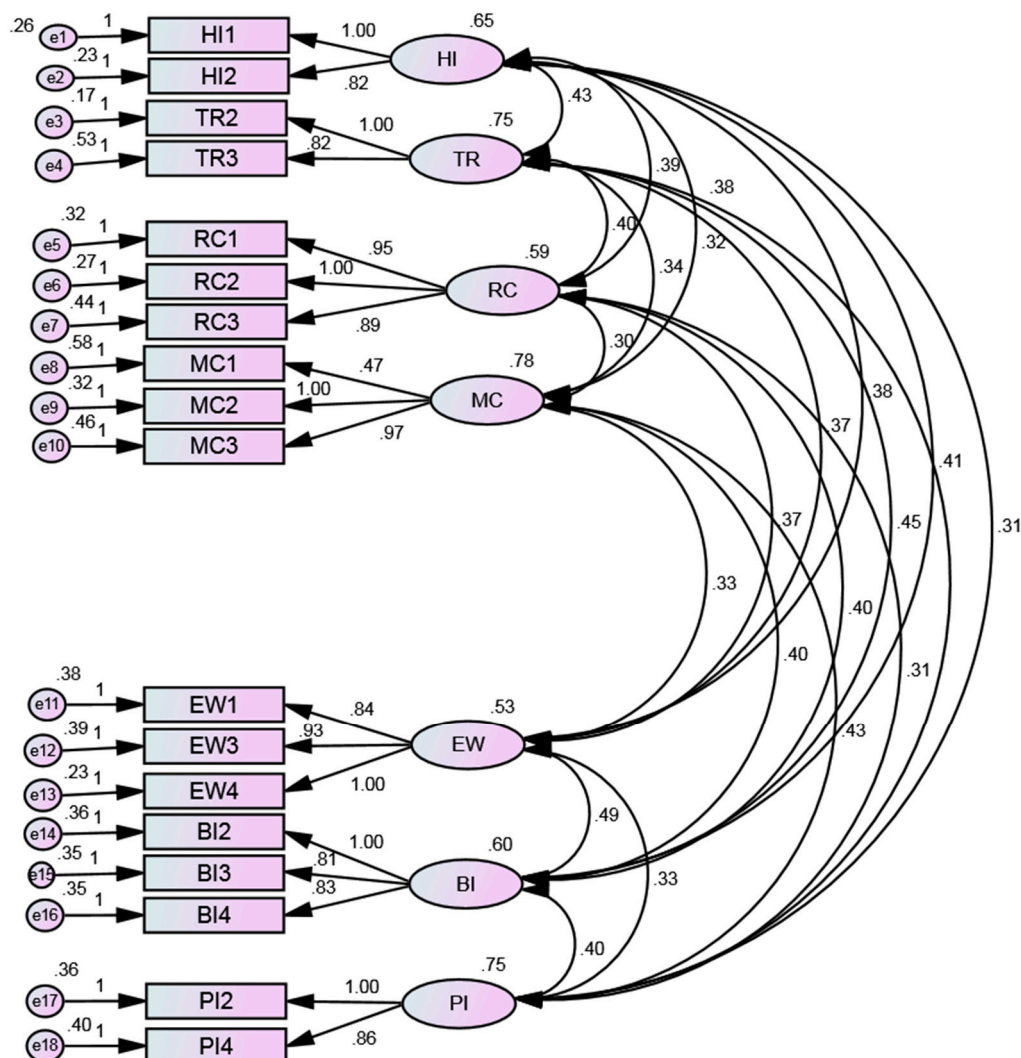 .26 e1 1 HI1 1.00 HI .65
.23 e2 1 HI2 .82
.17 e3 1 TR2 1.00 TR .75 .43
.53 e4 1 TR3 .82
.39 .38
.32 e5 1 RC1 .95 .40 .32
.27 e6 1 RC2 1.00 RC .59 .34
.44 e7 1 RC3 .89
.58 e8 1 MC1 .47 MC .78 .30
.32 e9 1 MC2 1.00
.46 e10 1 MC3 .97
.38
.37
.41
.37 .45 .31
.33 .40
.40 .31
.38 e11 1 EW1 .84 EW .53
.39 e12 1 EW3 .93 .43
.23 e13 1 EW4 1.00
.36 e14 1 BI2 1.00 BI .60 .49
.35 e15 1 BI3 .81
.35 e16 1 BI4 .83 .33
.40
.36 e17 1 PI2 1.00 PI .75
.40 e18 1 PI4 .86